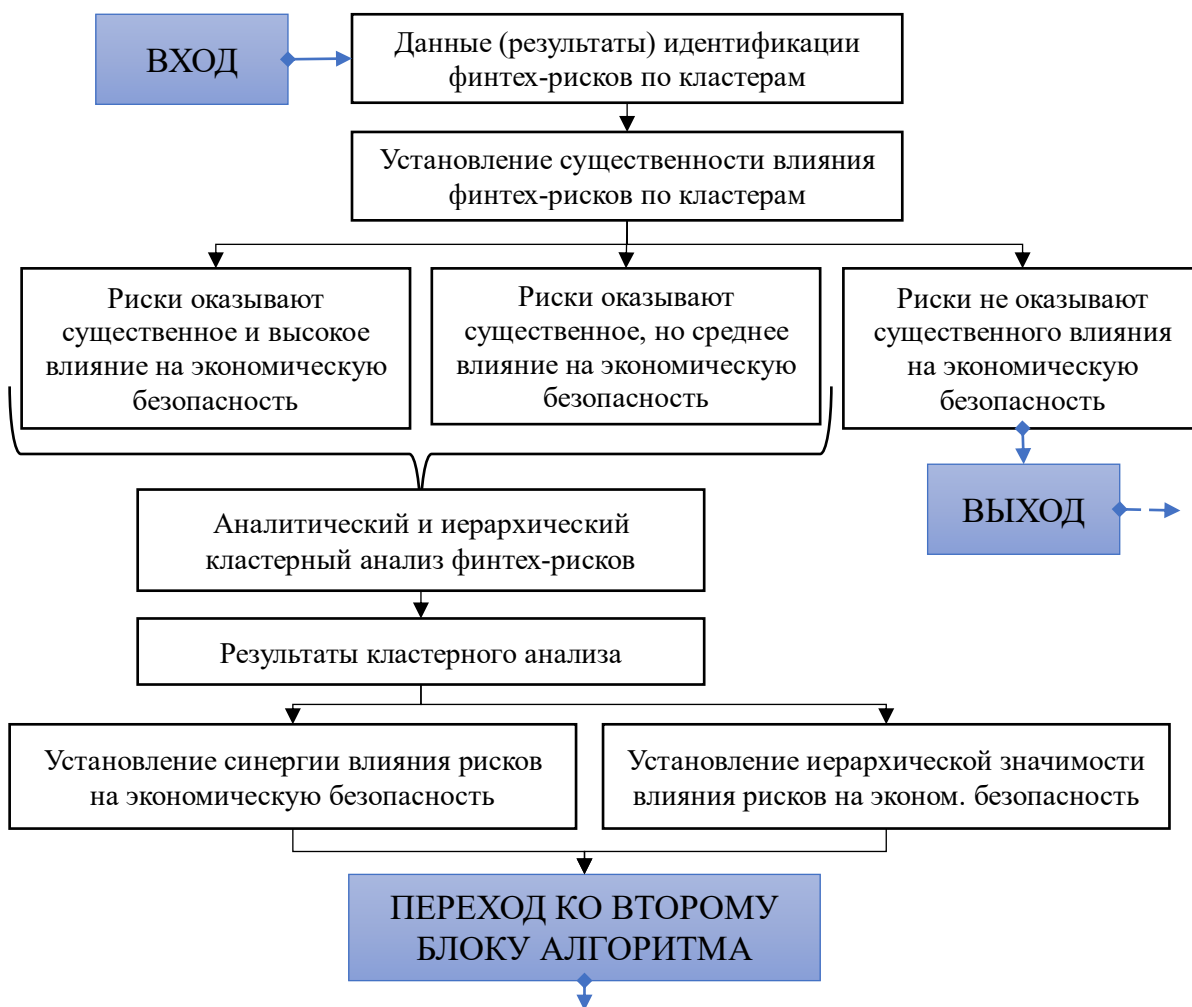 ВХОД
Данные (результаты) идентификации
финтех-рисков по кластерам
Установление существенности влияния
финтех-рисков по кластерам
Риски оказывают
существенное и высокое
влияние на экономическую
безопасность
Риски оказывают
существенное, но среднее
влияние на экономическую
безопасность
Риски не оказывают
существенного влияния
на экономическую
безопасность
ВЫХОД
Аналитический и иерархический
кластерный анализ финтех-рисков
Результаты кластерного анализа
Установление синергии влияния рисков
на экономическую безопасность
Установление иерархической значимости
влияния рисков на эконом. безопасность
ПЕРЕХОД КО ВТОРОМУ
БЛОКУ АЛГОРИТМА